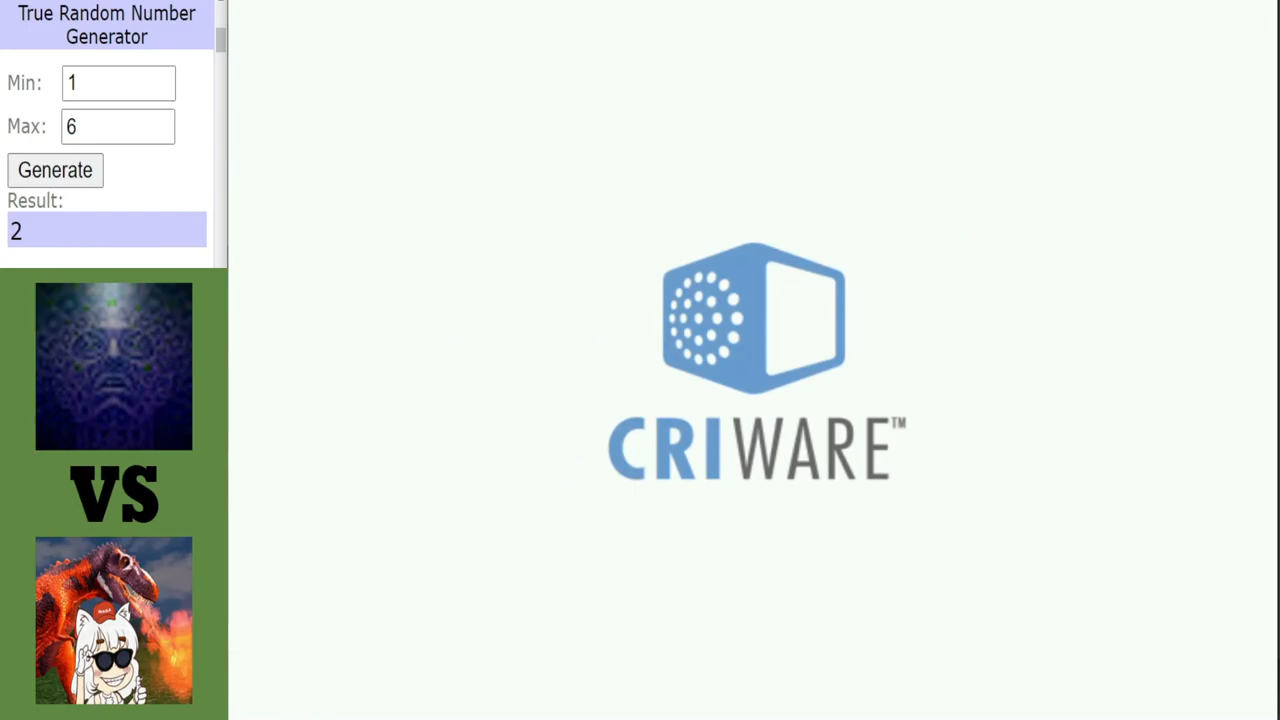 True Random Number
Generator
Min: 1
Max: 6
Generate
Result:
2
VS
CRIWARE™